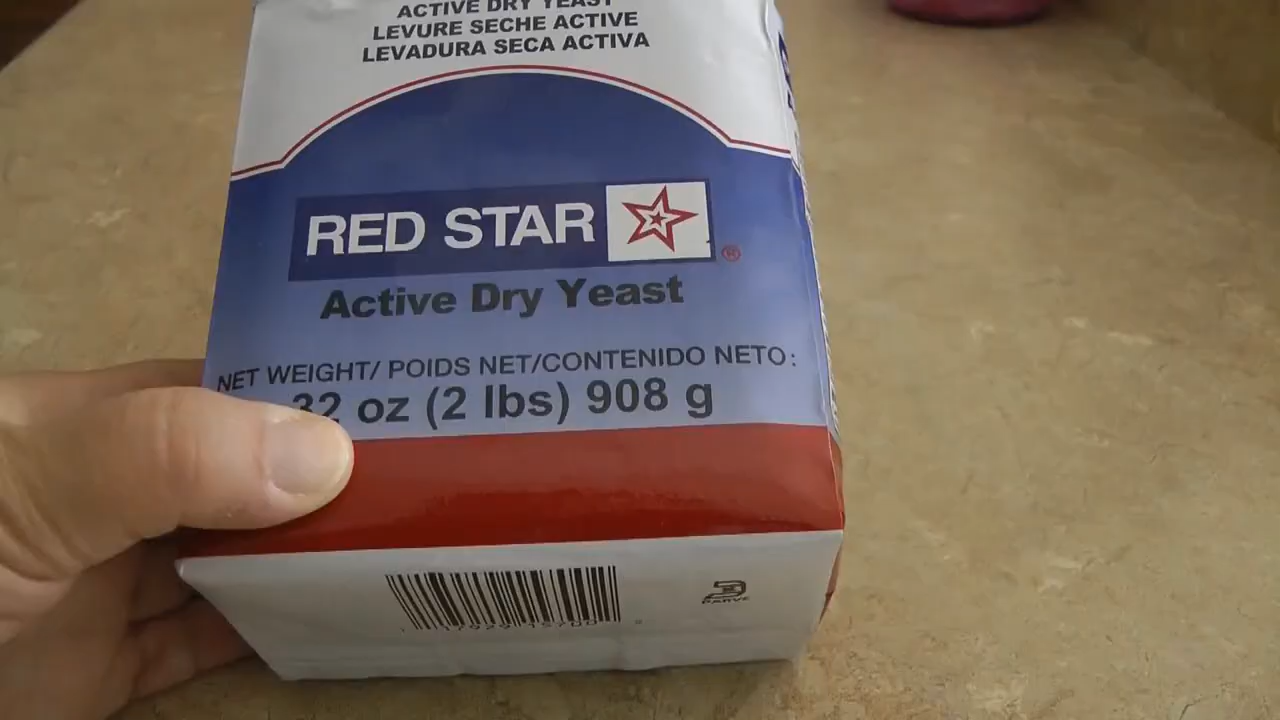 ACTIVE DRY YEAST
LEVURE SECHE ACTIVE
LEVADURA SECA ACTIVA
RED STAR ®
Active Dry Yeast
NET WEIGHT/ POIDS NET/CONTENIDO NETO:
32 oz (2 lbs) 908 g
PARVE